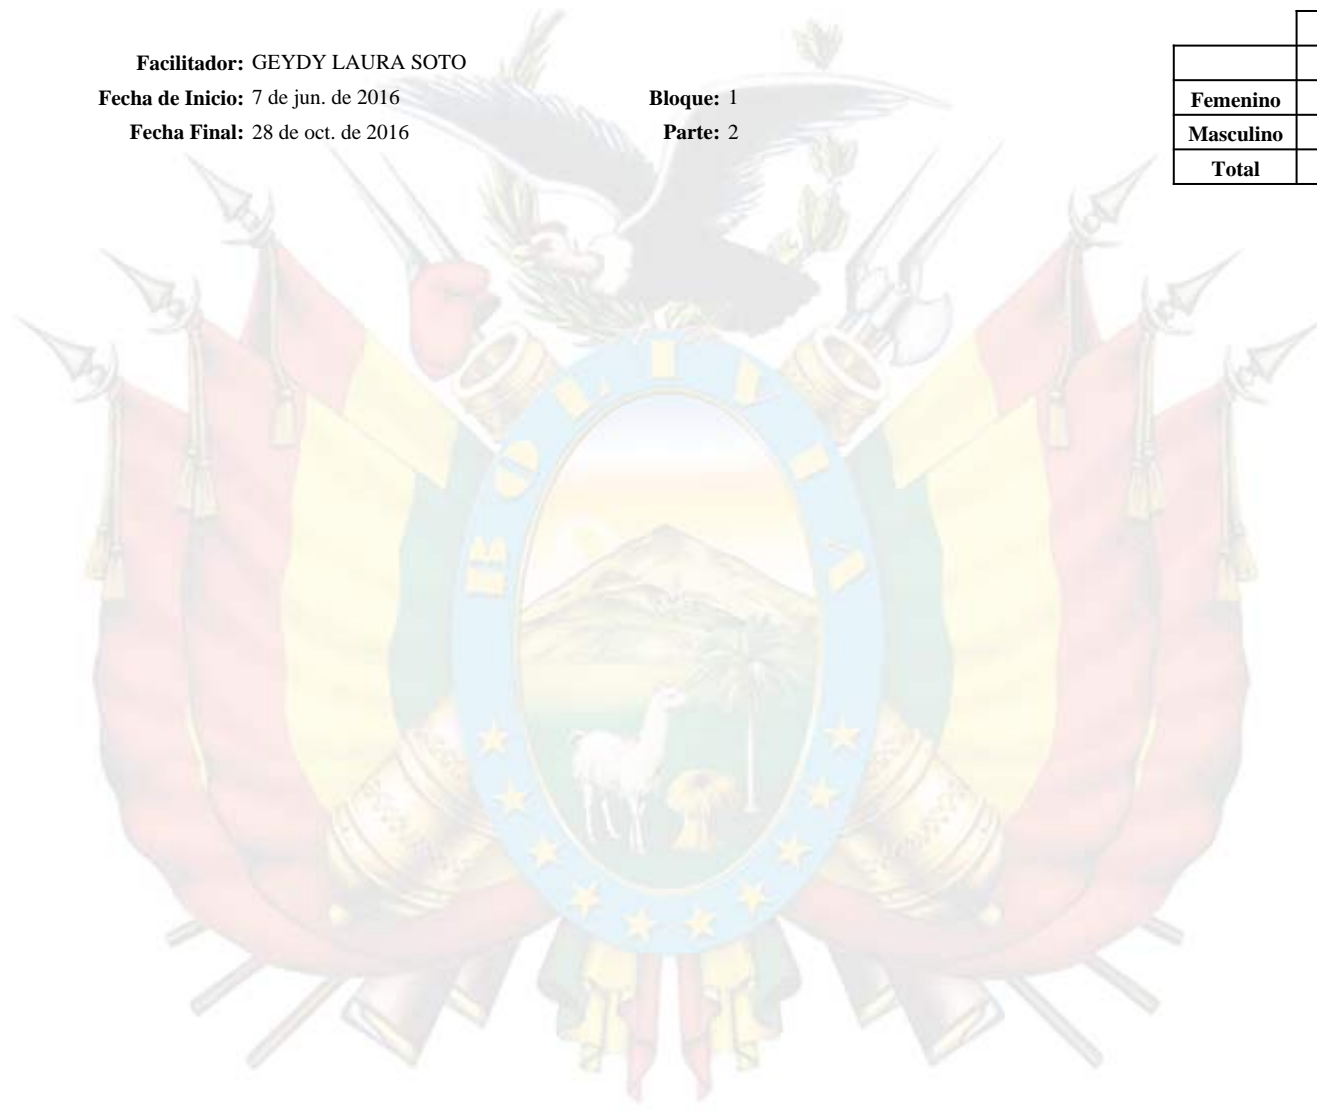 Facilitador: GEYDY LAURA SOTO
Fecha de Inicio: 7 de jun. de 2016 Bloque: 1
Fecha Final: 28 de oct. de 2016 Parte: 2
Femenino
Masculino
Total
BOLIVIA